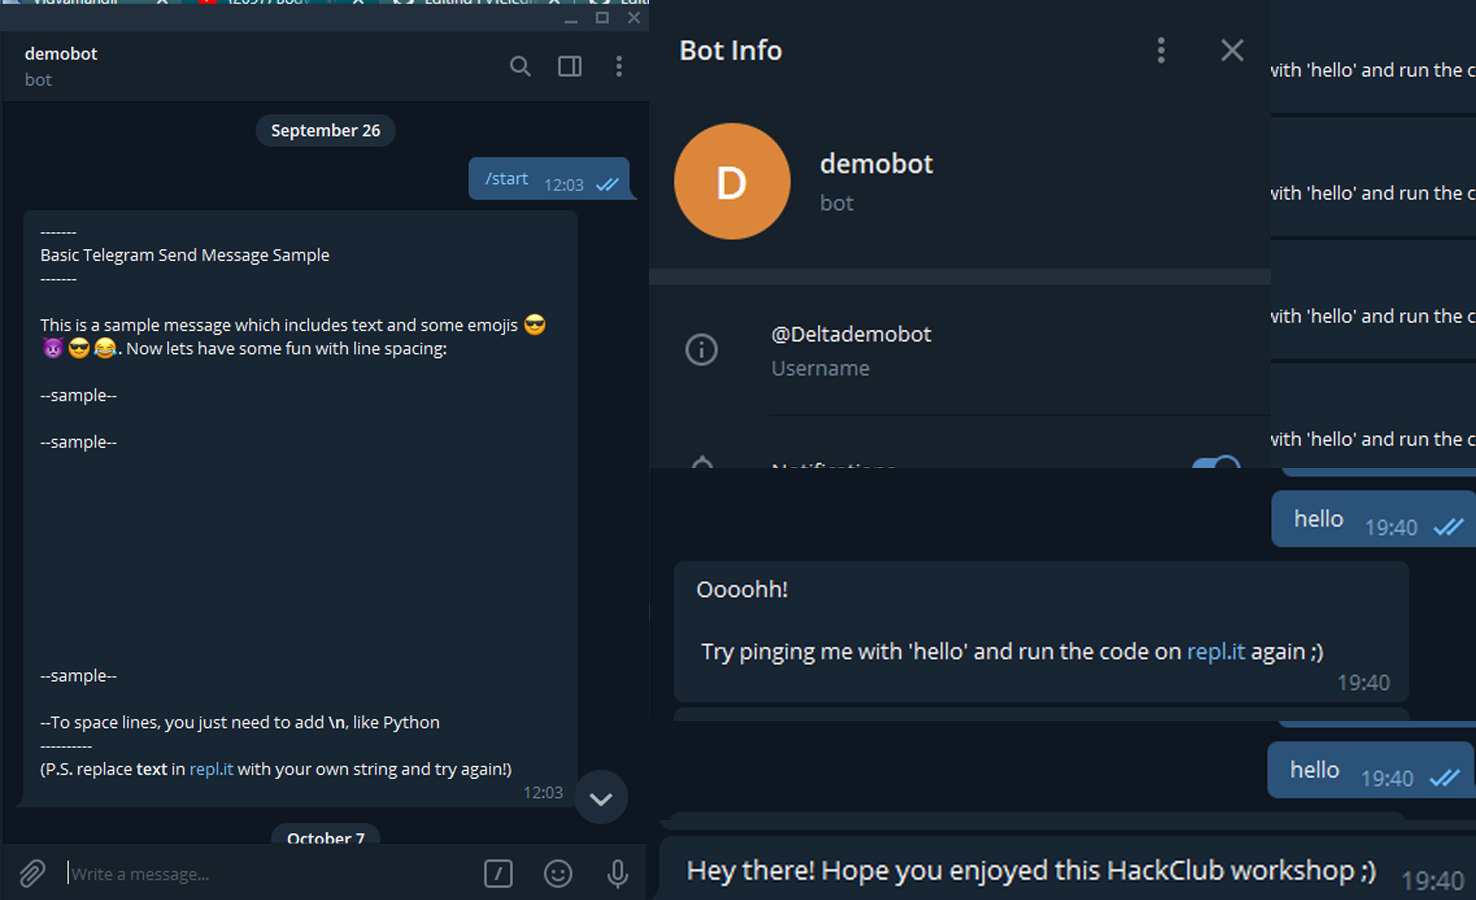 demobot
bot
September 26
/start 12:03
-------
Basic Telegram Send Message Sample
-------
This is a sample message which includes text and some emojis 😎
😈😎😂. Now lets have some fun with line spacing:
--sample--
--sample--
--sample--
--To space lines, you just need to add \n, like Python
----------
(P.S. replace text in repl.it with your own string and try again!)
12:03
October 7
Write a message...
Bot Info
D
demobot
bot
@Deltademobot
Username
Notifications
with 'hello' and run the c
with 'hello' and run the c
with 'hello' and run the c
with 'hello' and run the c
hello 19:40
Oooohh!
Try pinging me with 'hello' and run the code on repl.it again ;)
19:40
hello 19:40
Hey there! Hope you enjoyed this HackClub workshop ;) 19:40